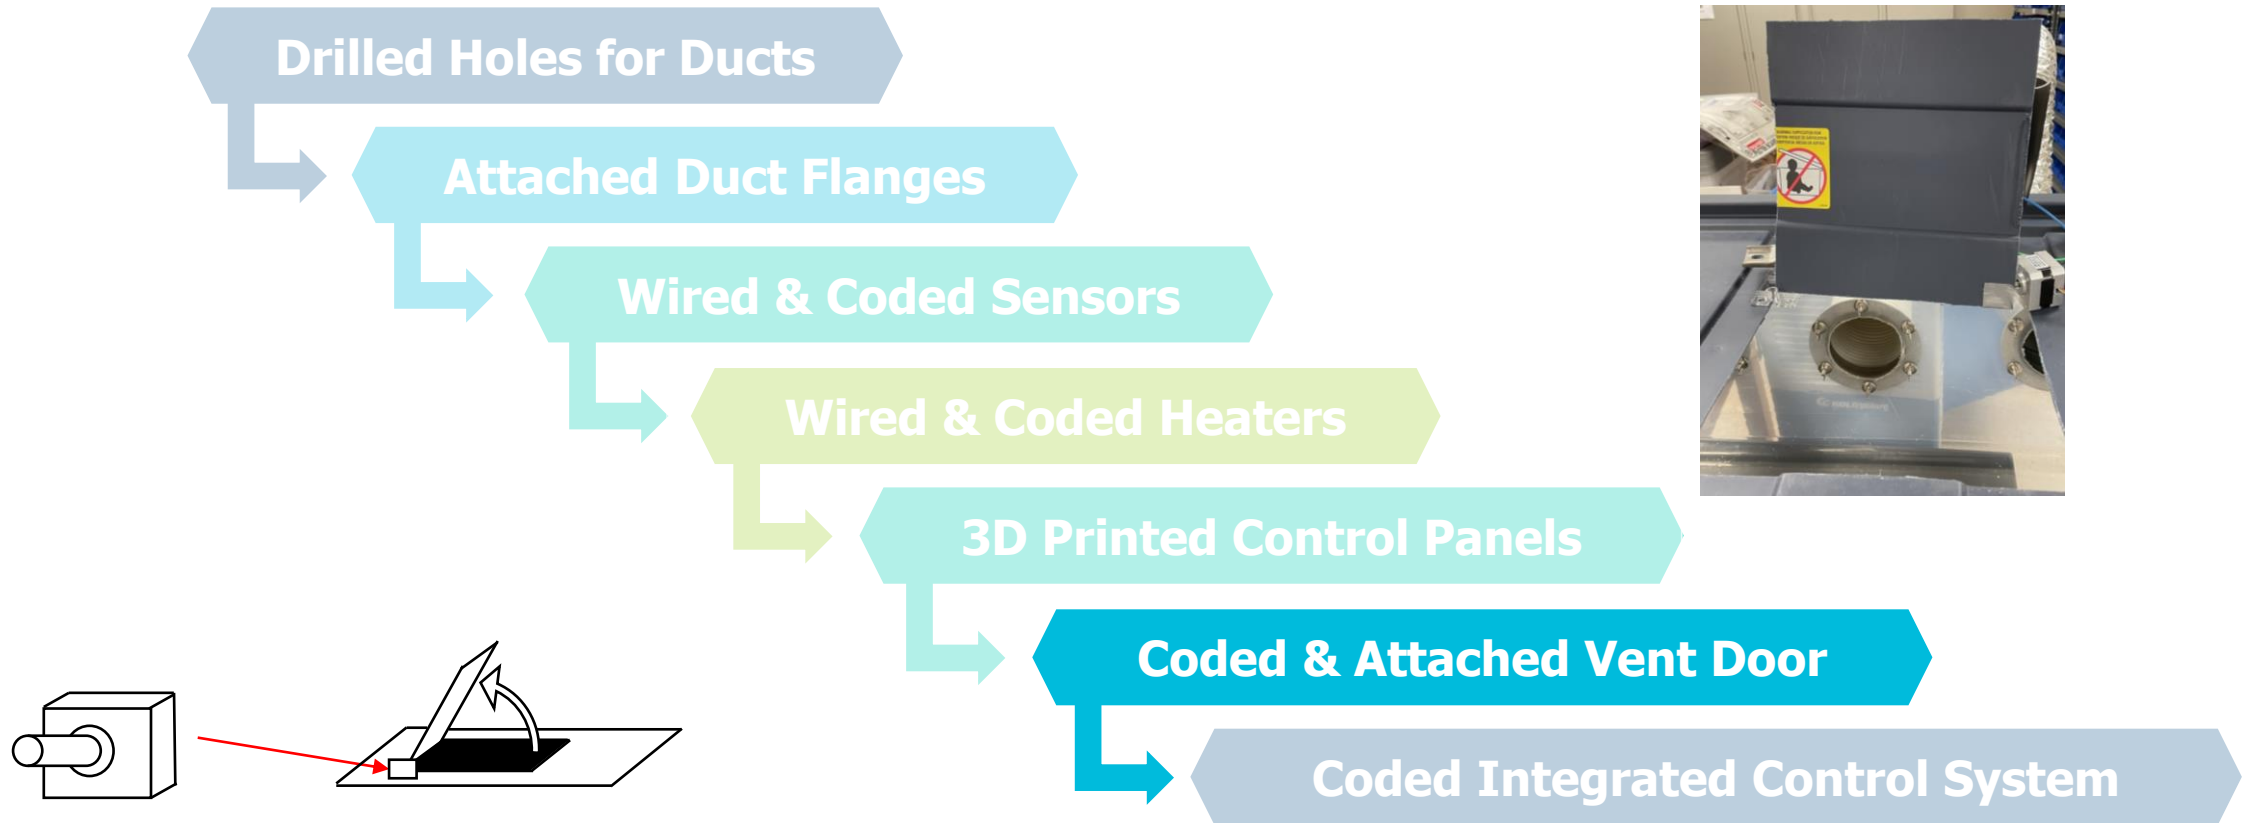 Drilled Holes for Ducts
Attached Duct Flanges
Wired & Coded Sensors
Wired & Coded Heaters
3D Printed Control Panels
Coded & Attached Vent Door
Coded Integrated Control System